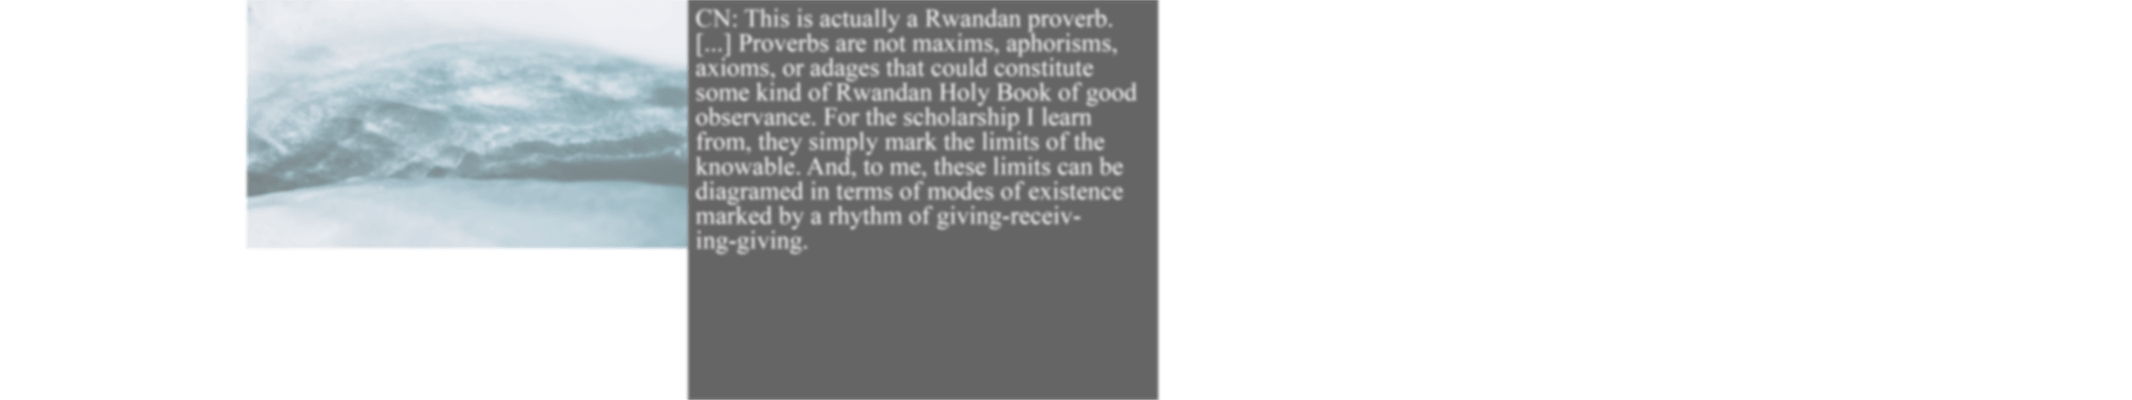 CN: This is actually a Rwandan proverb.
[...] Proverbs are not maxims, aphorisms,
axioms, or adages that could constitute
some kind of Rwandan Holy Book of good
observance. For the scholarship I learn
from, they simply mark the limits of the
knowable. And, to me, these limits can be
diagramed in terms of modes of existence
marked by a rhythm of giving-receiv-
ing-giving.